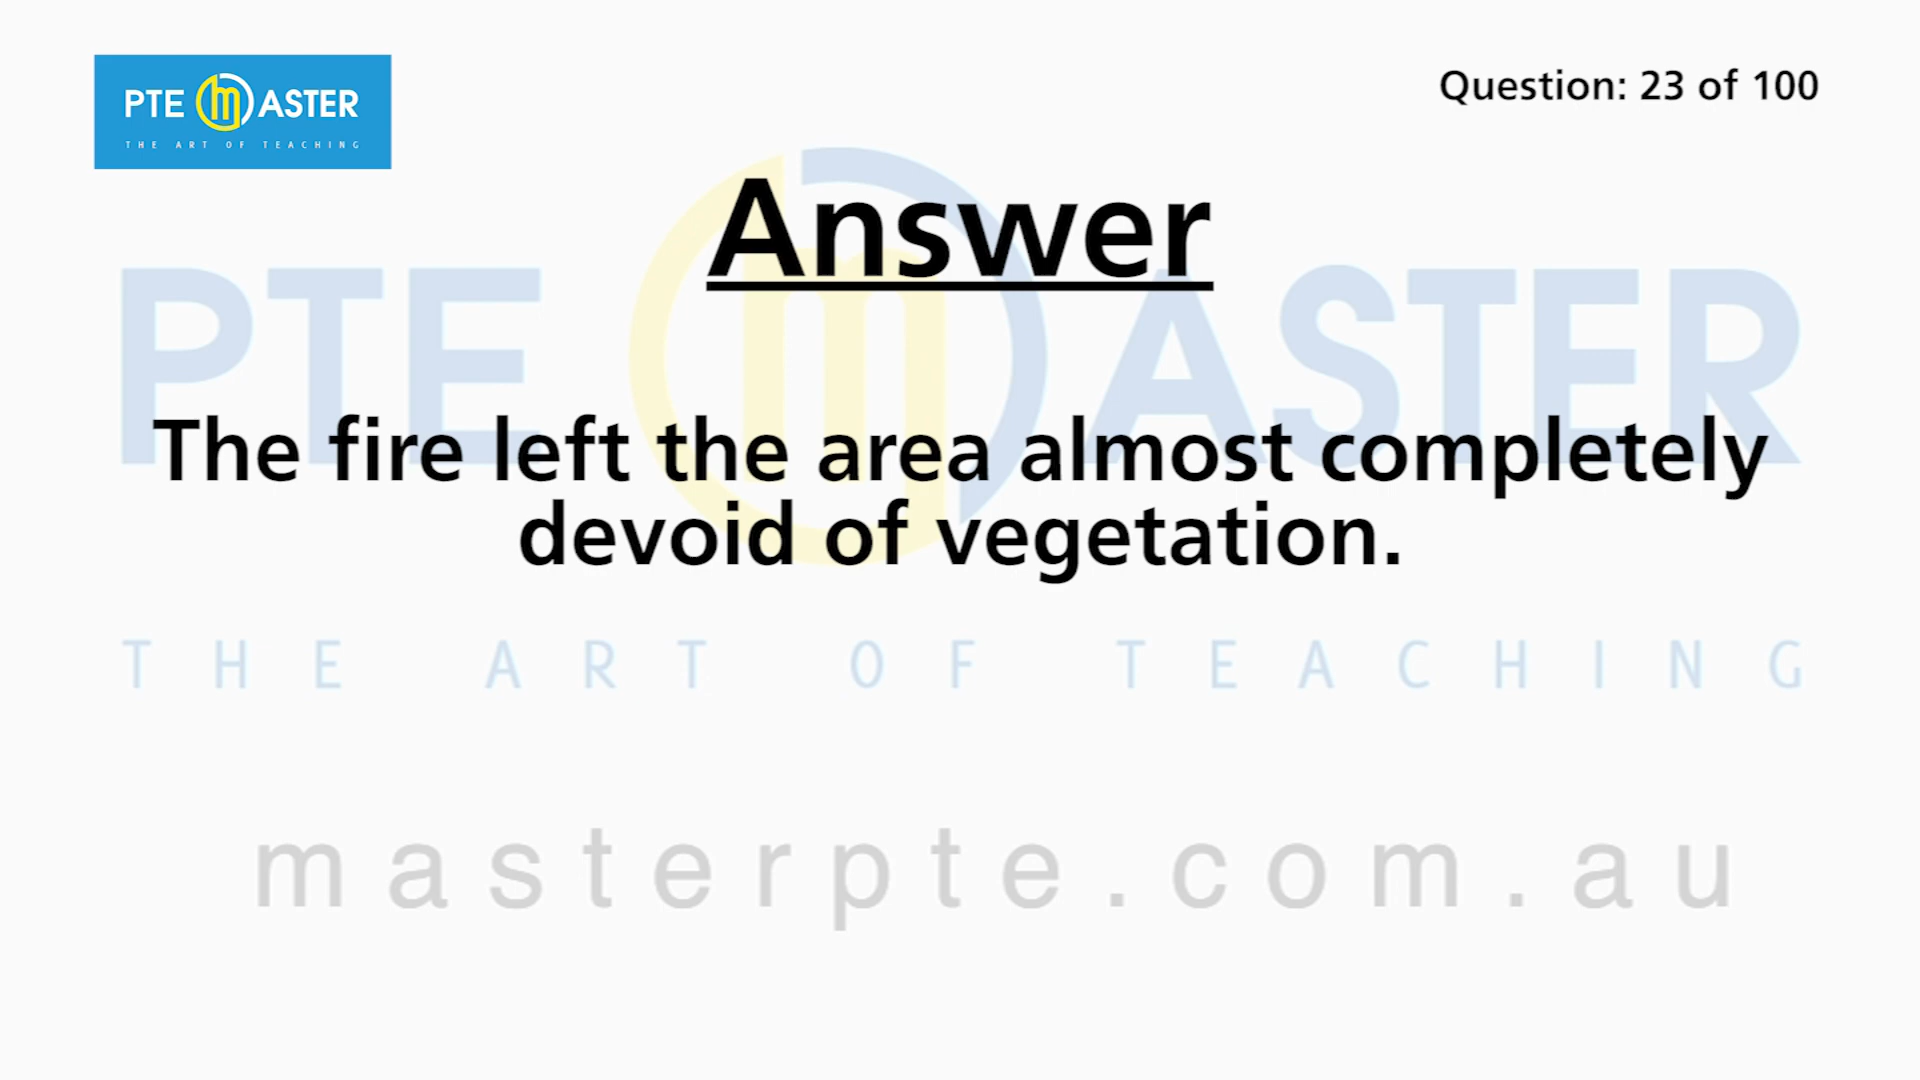 PTE MASTER
THE ART OF TEACHING
Question: 23 of 100
Answer
PTE MASTER
The fire left the area almost completely
devoid of vegetation.
THE ART OF TEACHING
masterpte.com.au